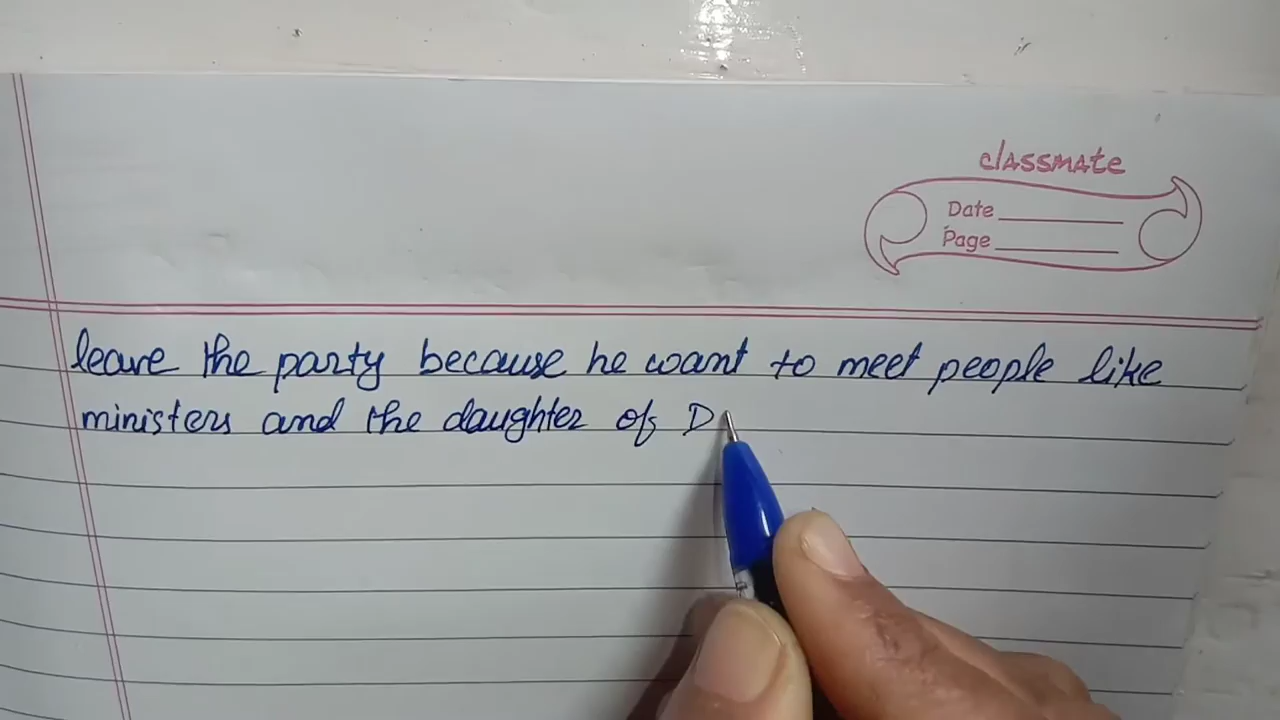 classmate
Date
Page
leave the party because he want to meet people like
ministers and the daughter of D